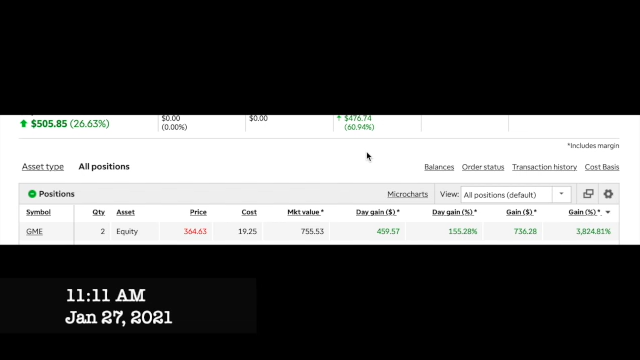 $505.85 (26.63%)
$0.00
(0.00%)
$0.00
$476.74
(60.94%)
*Includes margin
Asset type All positions
Balances Order status Transaction history Cost Basis
Positions
Microcharts View: All positions (default)
Symbol Qty Asset Price Cost Mkt value * Day gain ($) * Day gain (%) * Gain ($) * Gain (%) *
GME 2 Equity 364.63 19.25 755.53 459.57 155.28% 736.28 3,824.81%
11:11 AM
Jan 27, 2021